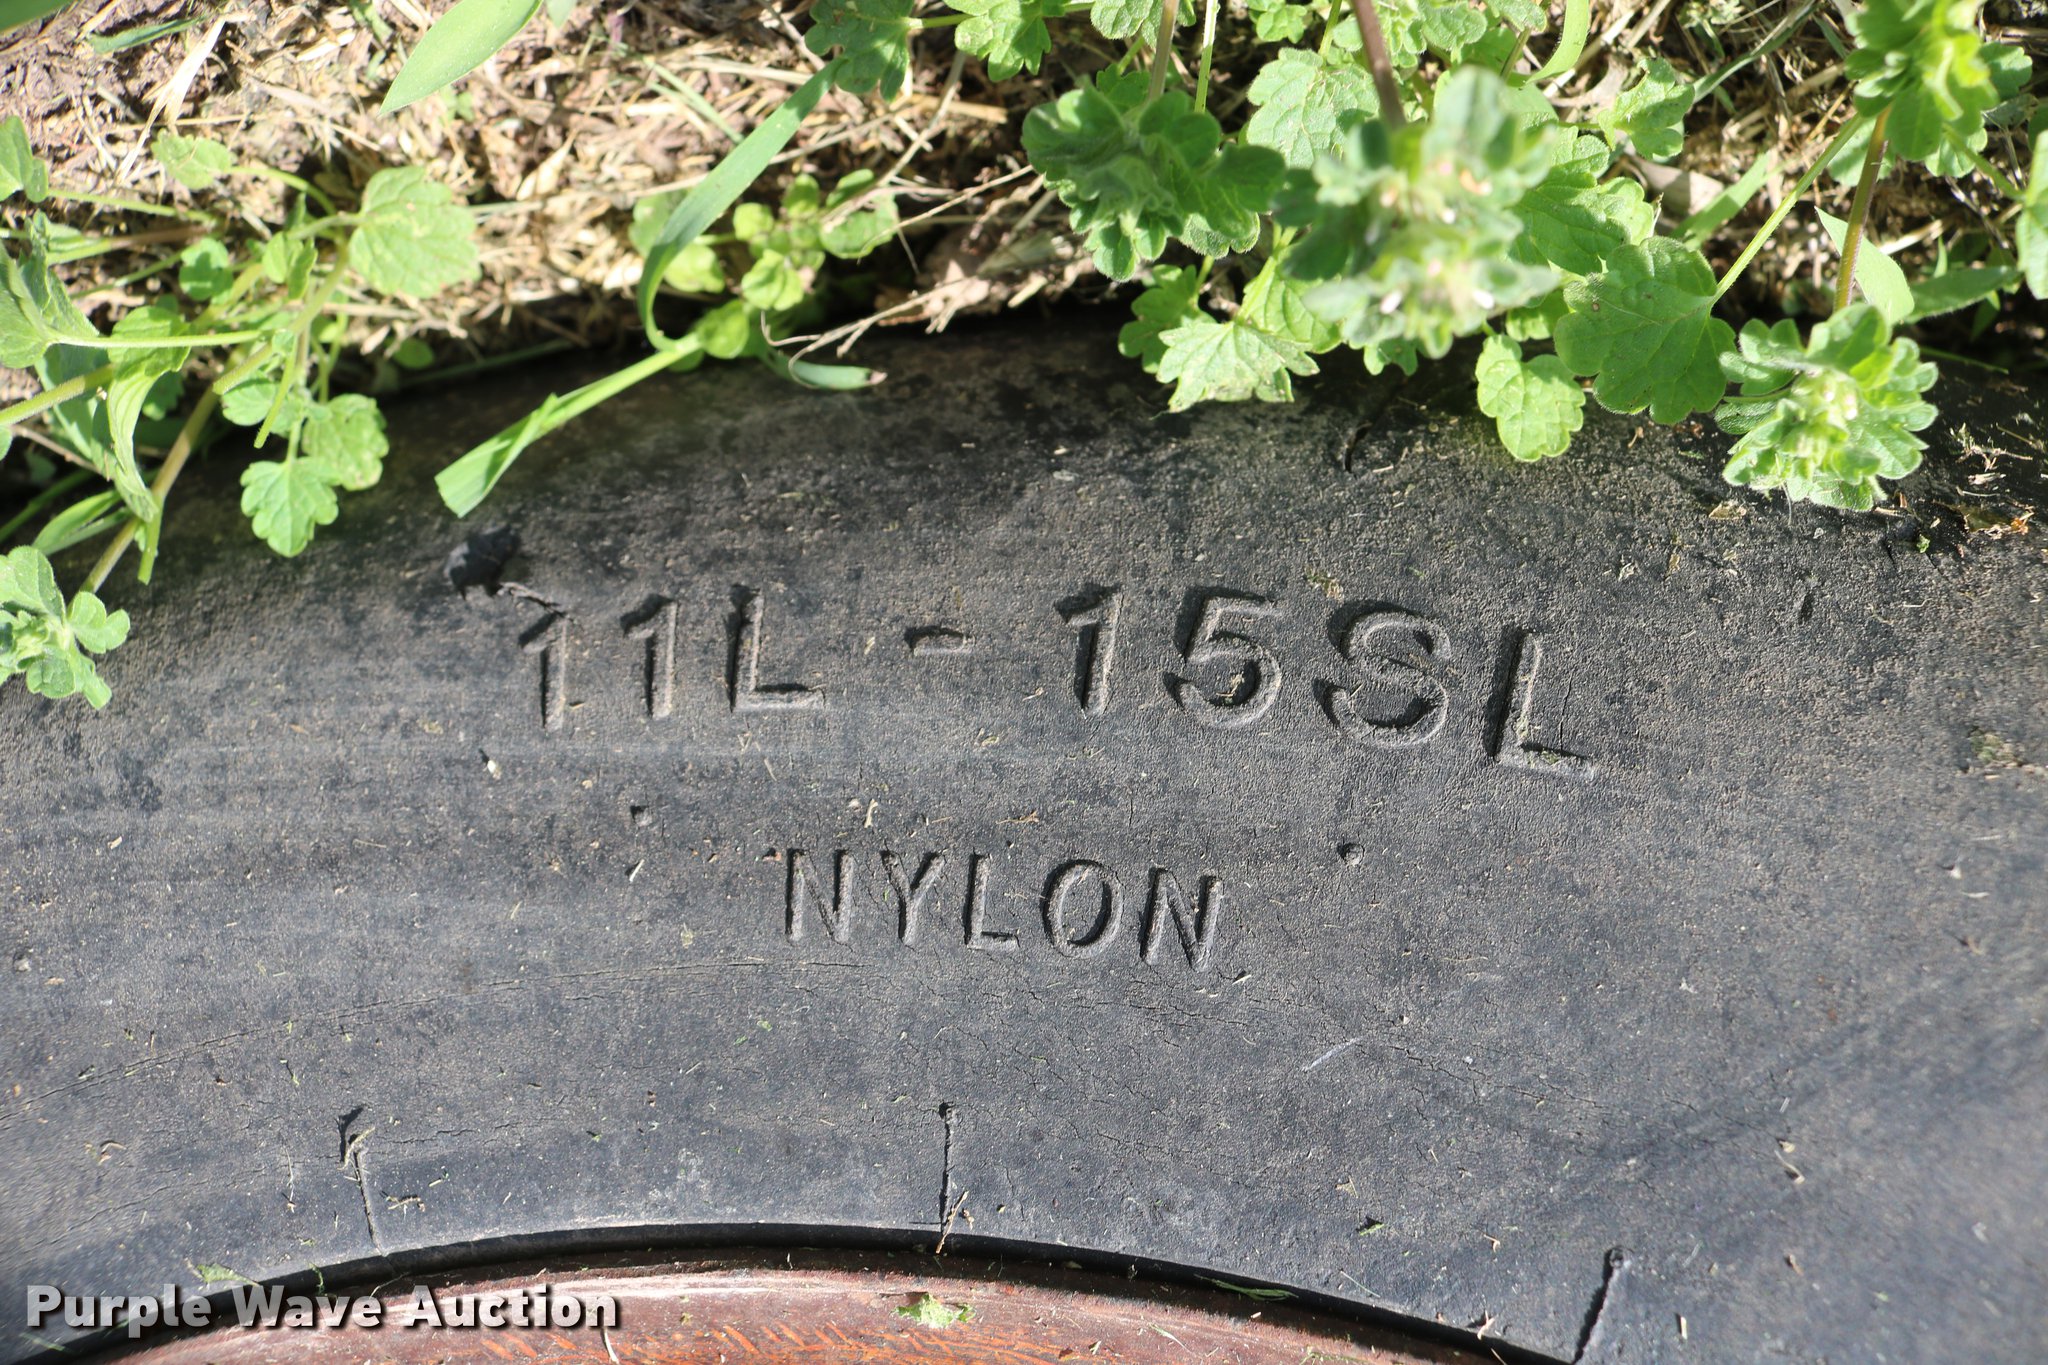 11L - 15SL
NYLON
Purple Wave Auction